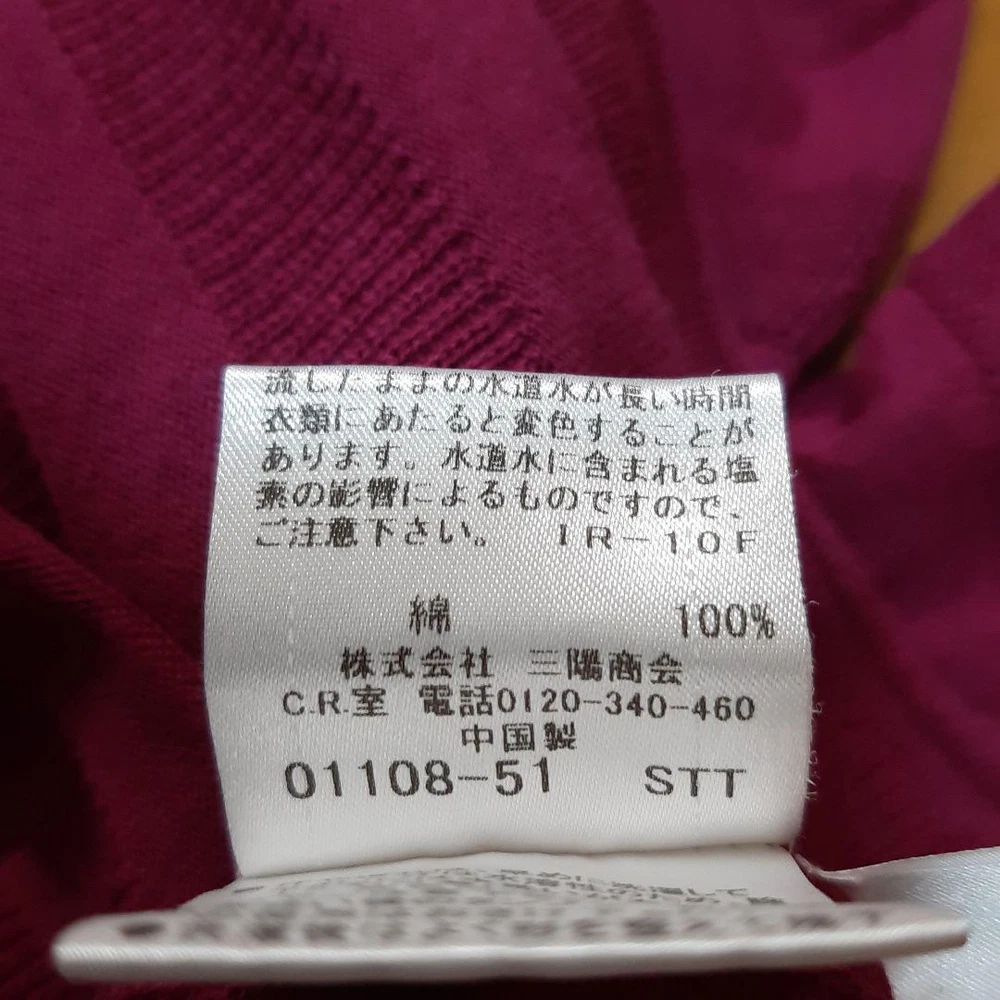 流したままの水道水が長い時間
衣類にあたると変色することが
あります。水道水に含まれる塩
素の影響によるものですので、
ご注意下さい。 IR-10F
綿 100%
株式会社 三陽商会
C.R.室 電話0120-340-460
中国製
01108-51 STT